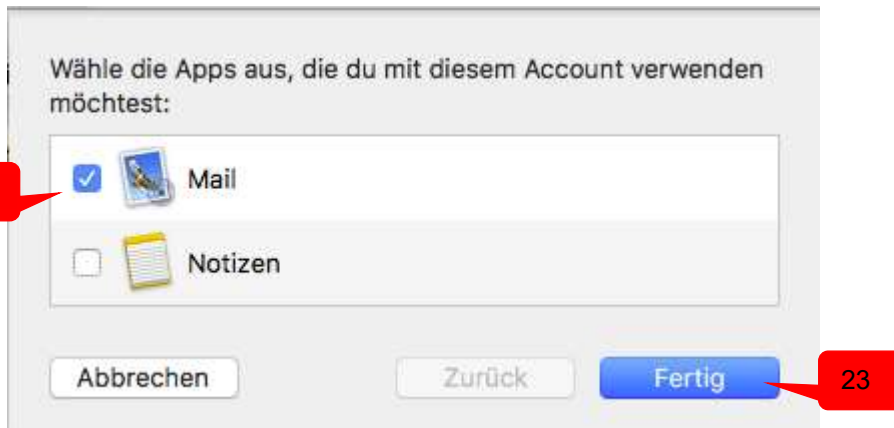 Wähle die Apps aus, die du mit diesem Account verwenden
möchtest:
Mail
Notizen
Abbrechen Zurück Fertig 23